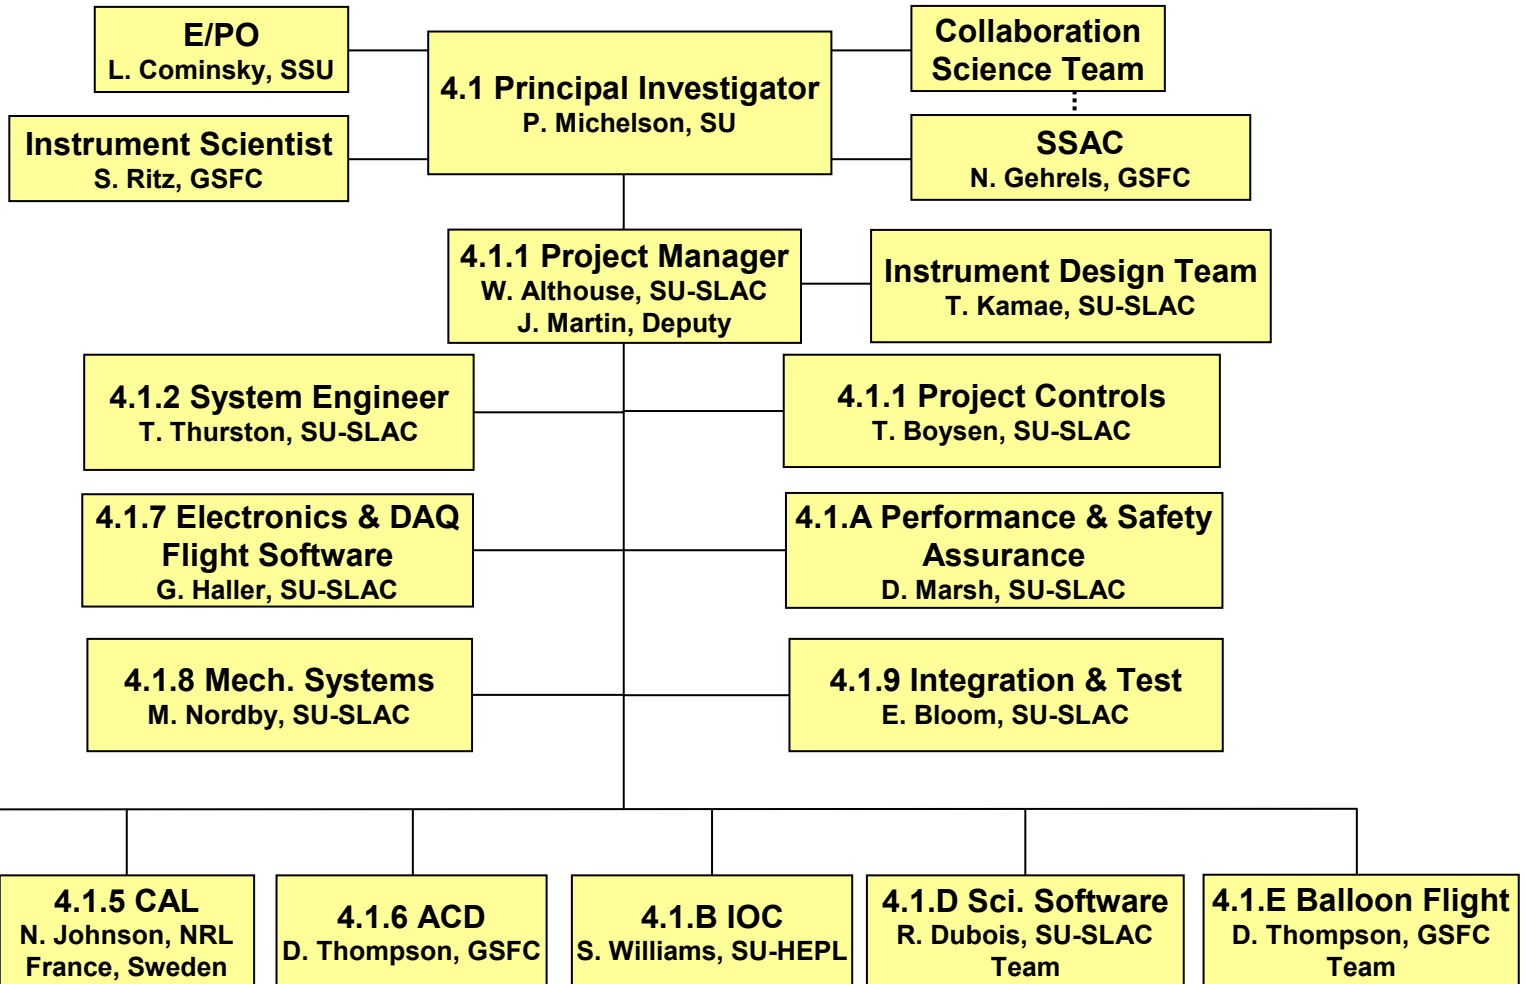 E/PO
L. Cominsky, SSU
4.1 Principal Investigator
P. Michelson, SU
Collaboration
Science Team
Instrument Scientist
S. Ritz, GSFC
SSAC
N. Gehrels, GSFC
4.1.1 Project Manager
W. Althouse, SU-SLAC
J. Martin, Deputy
Instrument Design Team
T. Kamae, SU-SLAC
4.1.2 System Engineer
T. Thurston, SU-SLAC
4.1.1 Project Controls
T. Boysen, SU-SLAC
4.1.7 Electronics & DAQ
Flight Software
G. Haller, SU-SLAC
4.1.A Performance & Safety
Assurance
D. Marsh, SU-SLAC
4.1.8 Mech. Systems
M. Nordby, SU-SLAC
4.1.9 Integration & Test
E. Bloom, SU-SLAC
4.1.5 CAL
N. Johnson, NRL
France, Sweden
4.1.6 ACD
D. Thompson, GSFC
4.1.B IOC
S. Williams, SU-HEPL
4.1.D Sci. Software
R. Dubois, SU-SLAC
Team
4.1.E Balloon Flight
D. Thompson, GSFC
Team